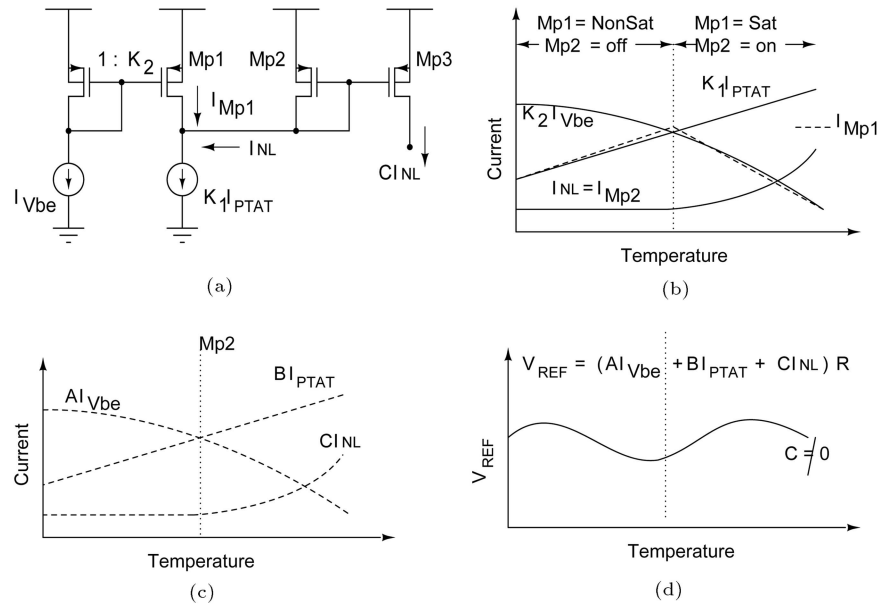 1 : K2 Mp1 Mp2 Mp3
IMp1
INL
CINL
IVbe
K1IPTAT
(a)
Mp1 = NonSat Mp1 = Sat
Mp2 = off Mp2 = on
K1IPTAT
K2IVbe
IMp1
INL = IMp2
Current
Temperature
(b)
Mp2
BIPTAT
AIVbe
CINL
Current
Temperature
(c)
VREF = (AIVbe + BIPTAT + CINL) R
C ≠ 0
VREF
Temperature
(d)